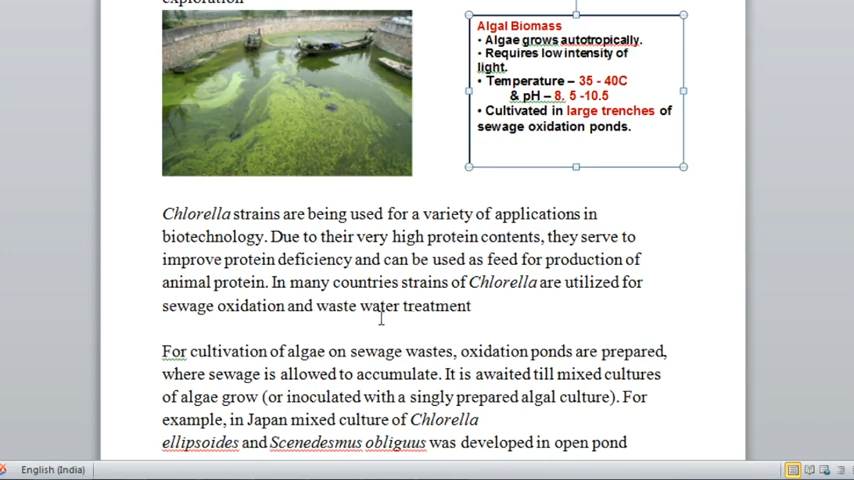 exploration
Algal Biomass
• Algae grows autotropically.
• Requires low intensity of
light.
• Temperature – 35 - 40C
& pH – 8. 5 -10.5
• Cultivated in large trenches of
sewage oxidation ponds.
Chlorella strains are being used for a variety of applications in
biotechnology. Due to their very high protein contents, they serve to
improve protein deficiency and can be used as feed for production of
animal protein. In many countries strains of Chlorella are utilized for
sewage oxidation and waste water treatment
For cultivation of algae on sewage wastes, oxidation ponds are prepared,
where sewage is allowed to accumulate. It is awaited till mixed cultures
of algae grow (or inoculated with a singly prepared algal culture). For
example, in Japan mixed culture of Chlorella
ellipsoides and Scenedesmus obliguus was developed in open pond
English (India)